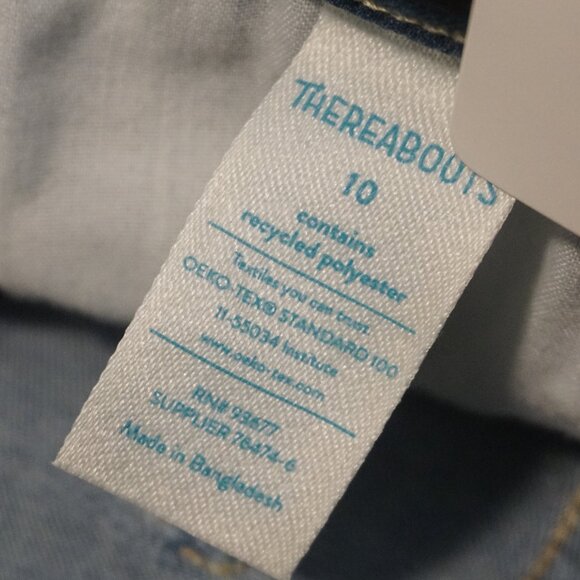 THEREABOUTS
10
contains
recycled polyester
Textiles you can trust
OEKO-TEX® STANDARD 100
11-55034 Institute
www.oeko-tex.com
RN# 93677
SUPPLIER 76474-6
Made in Bangladesh